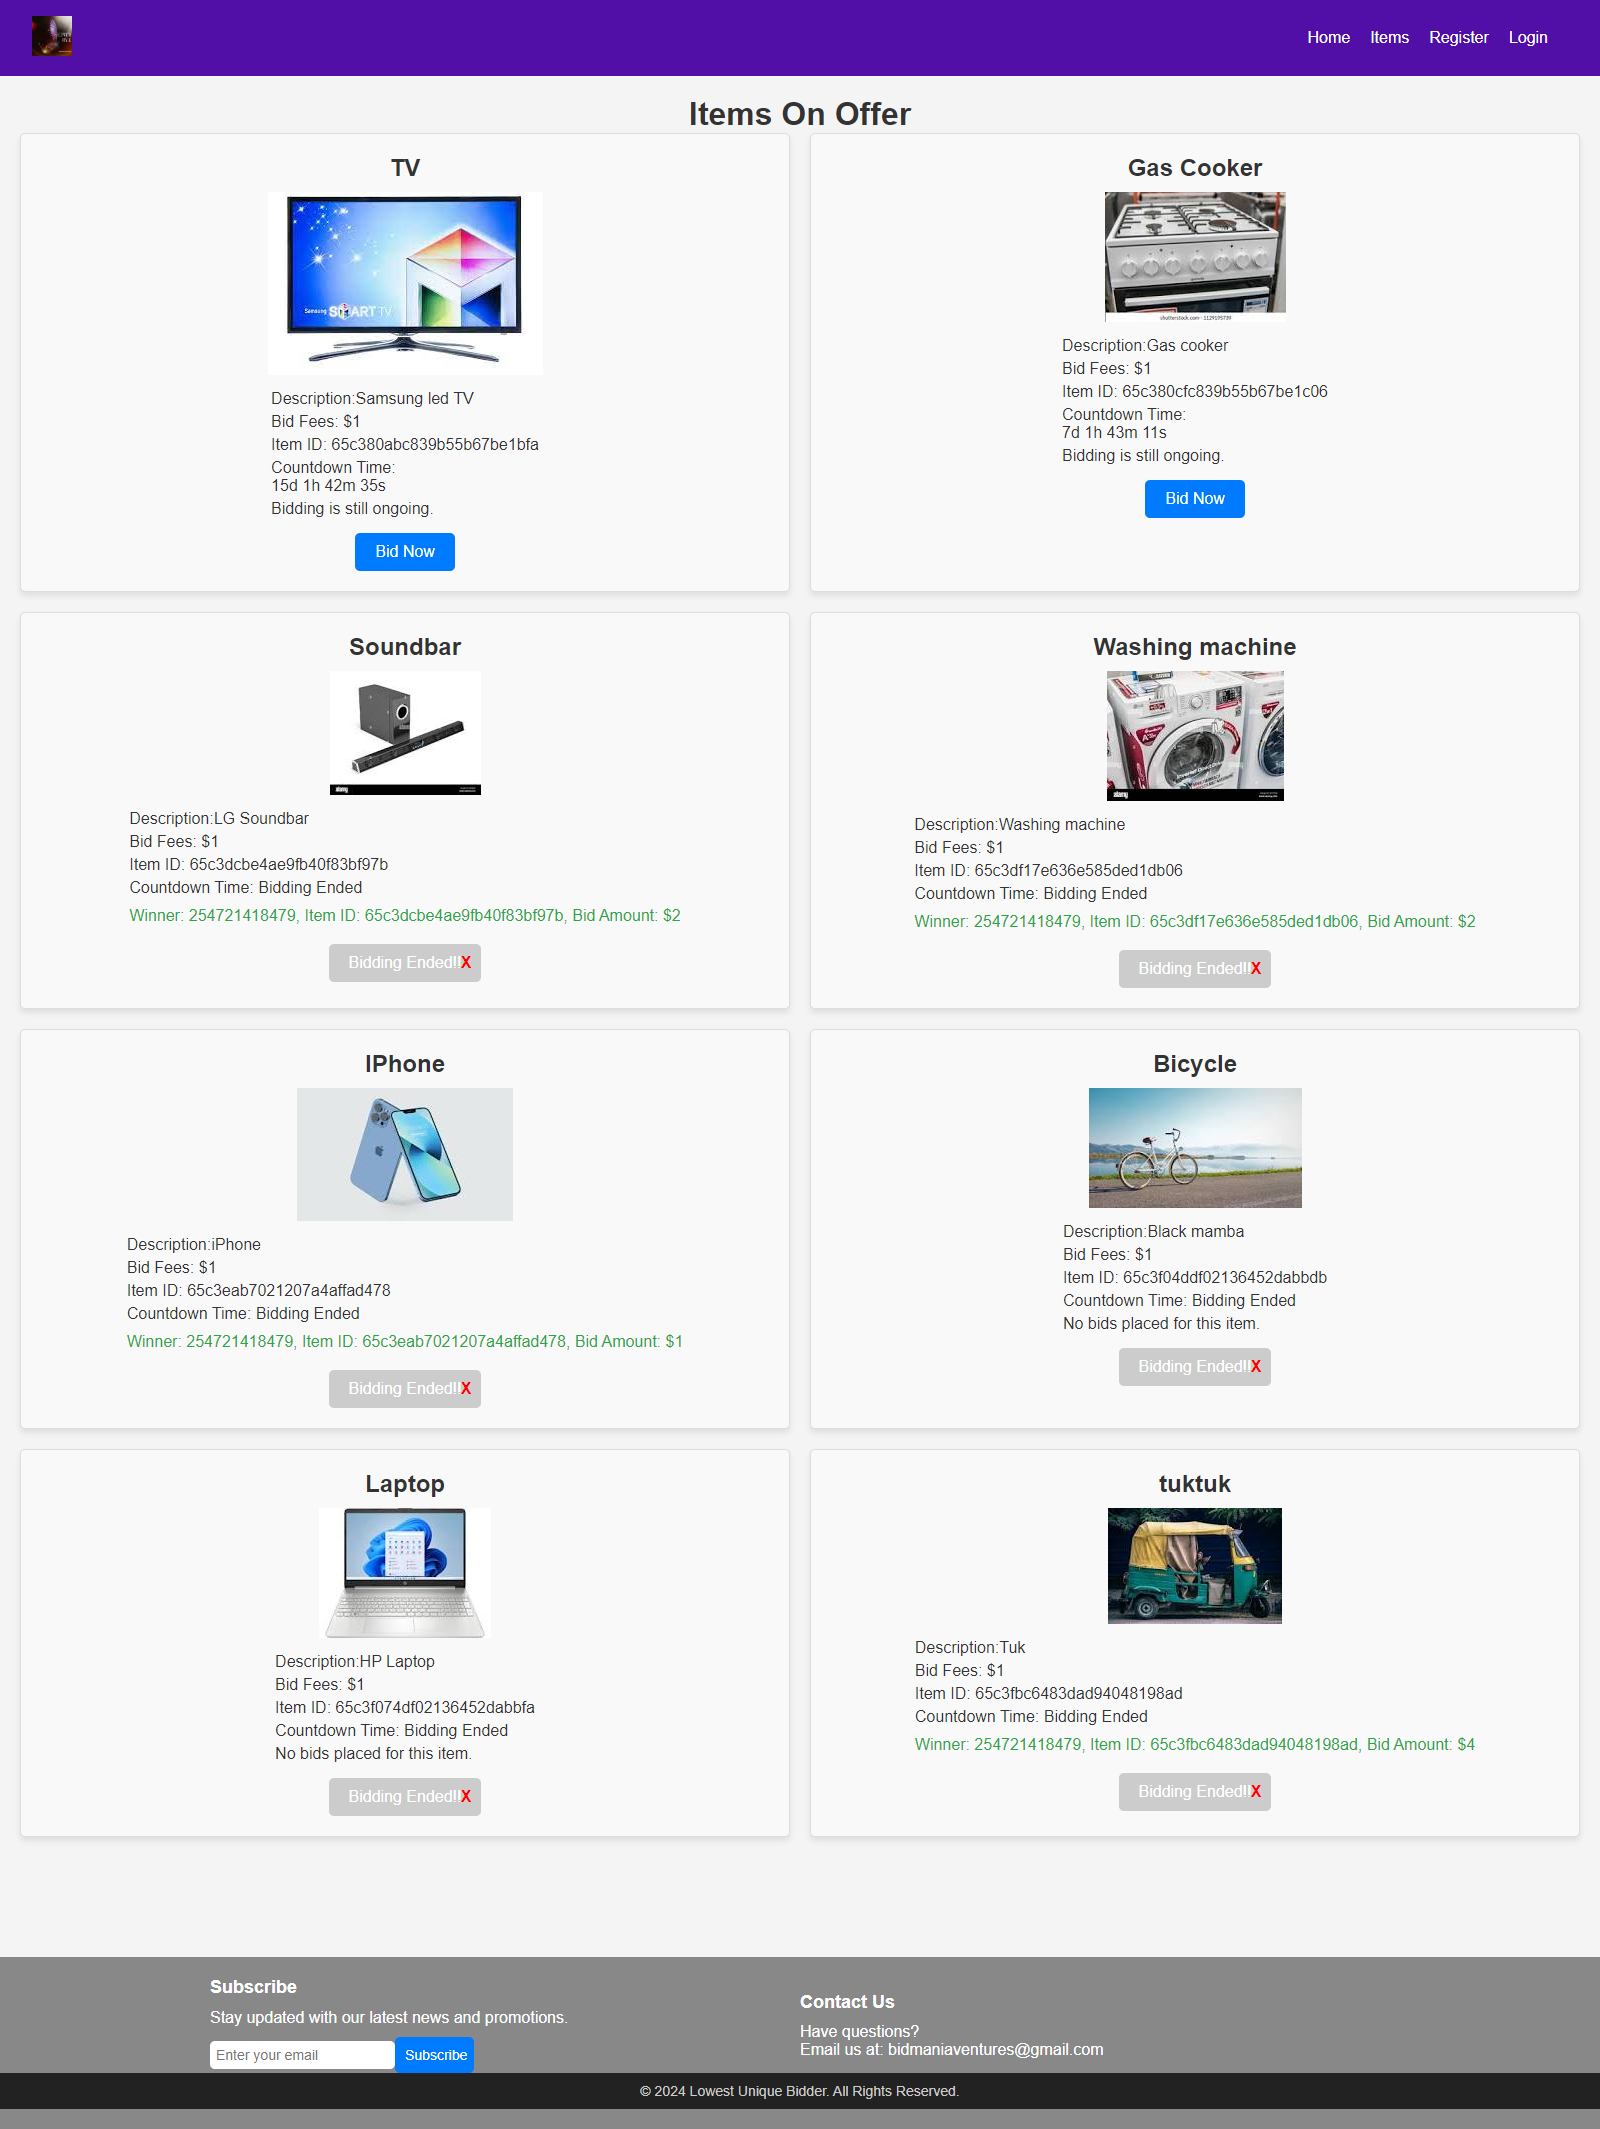 Home Items Register Login
Items On Offer
TV
Samsung SMART TV
Description:Samsung led TV
Bid Fees: $1
Item ID: 65c380abc839b55b67be1bfa
Countdown Time:
15d 1h 42m 35s
Bidding is still ongoing.
Bid Now
Gas Cooker
shutterstock.com · 1129195739
Description:Gas cooker
Bid Fees: $1
Item ID: 65c380cfc839b55b67be1c06
Countdown Time:
7d 1h 43m 11s
Bidding is still ongoing.
Bid Now
Soundbar
alamy
Description:LG Soundbar
Bid Fees: $1
Item ID: 65c3dcbe4ae9fb40f83bf97b
Countdown Time: Bidding Ended
Winner: 254721418479, Item ID: 65c3dcbe4ae9fb40f83bf97b, Bid Amount: $2
Bidding Ended!!X
Washing machine
Inverter Direct Drive
alamy
Description:Washing machine
Bid Fees: $1
Item ID: 65c3df17e636e585ded1db06
Countdown Time: Bidding Ended
Winner: 254721418479, Item ID: 65c3df17e636e585ded1db06, Bid Amount: $2
Bidding Ended!!X
IPhone
Description:iPhone
Bid Fees: $1
Item ID: 65c3eab7021207a4affad478
Countdown Time: Bidding Ended
Winner: 254721418479, Item ID: 65c3eab7021207a4affad478, Bid Amount: $1
Bidding Ended!!X
Bicycle
Description:Black mamba
Bid Fees: $1
Item ID: 65c3f04ddf02136452dabbdb
Countdown Time: Bidding Ended
No bids placed for this item.
Bidding Ended!!X
Laptop
Description:HP Laptop
Bid Fees: $1
Item ID: 65c3f074df02136452dabbfa
Countdown Time: Bidding Ended
No bids placed for this item.
Bidding Ended!!X
tuktuk
Description:Tuk
Bid Fees: $1
Item ID: 65c3fbc6483dad94048198ad
Countdown Time: Bidding Ended
Winner: 254721418479, Item ID: 65c3fbc6483dad94048198ad, Bid Amount: $4
Bidding Ended!!X
Subscribe
Stay updated with our latest news and promotions.
Enter your email Subscribe
Contact Us
Have questions?
Email us at: bidmaniaventures@gmail.com
© 2024 Lowest Unique Bidder. All Rights Reserved.